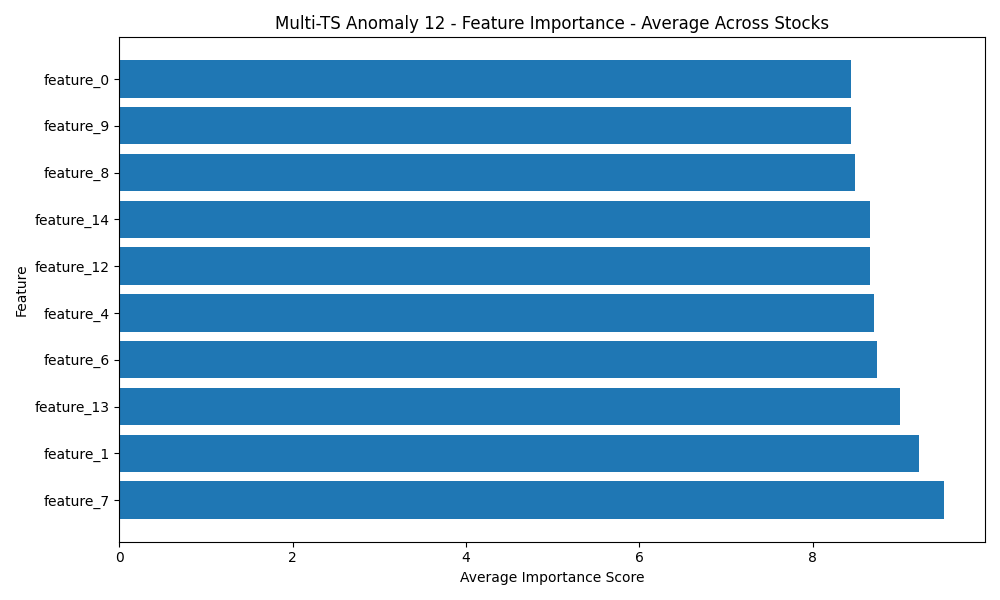 Multi-TS Anomaly 12 - Feature Importance - Average Across Stocks
feature_0
feature_9
feature_8
feature_14
feature_12
feature_4
feature_6
feature_13
feature_1
feature_7
Feature
0 2 4 6 8
Average Importance Score